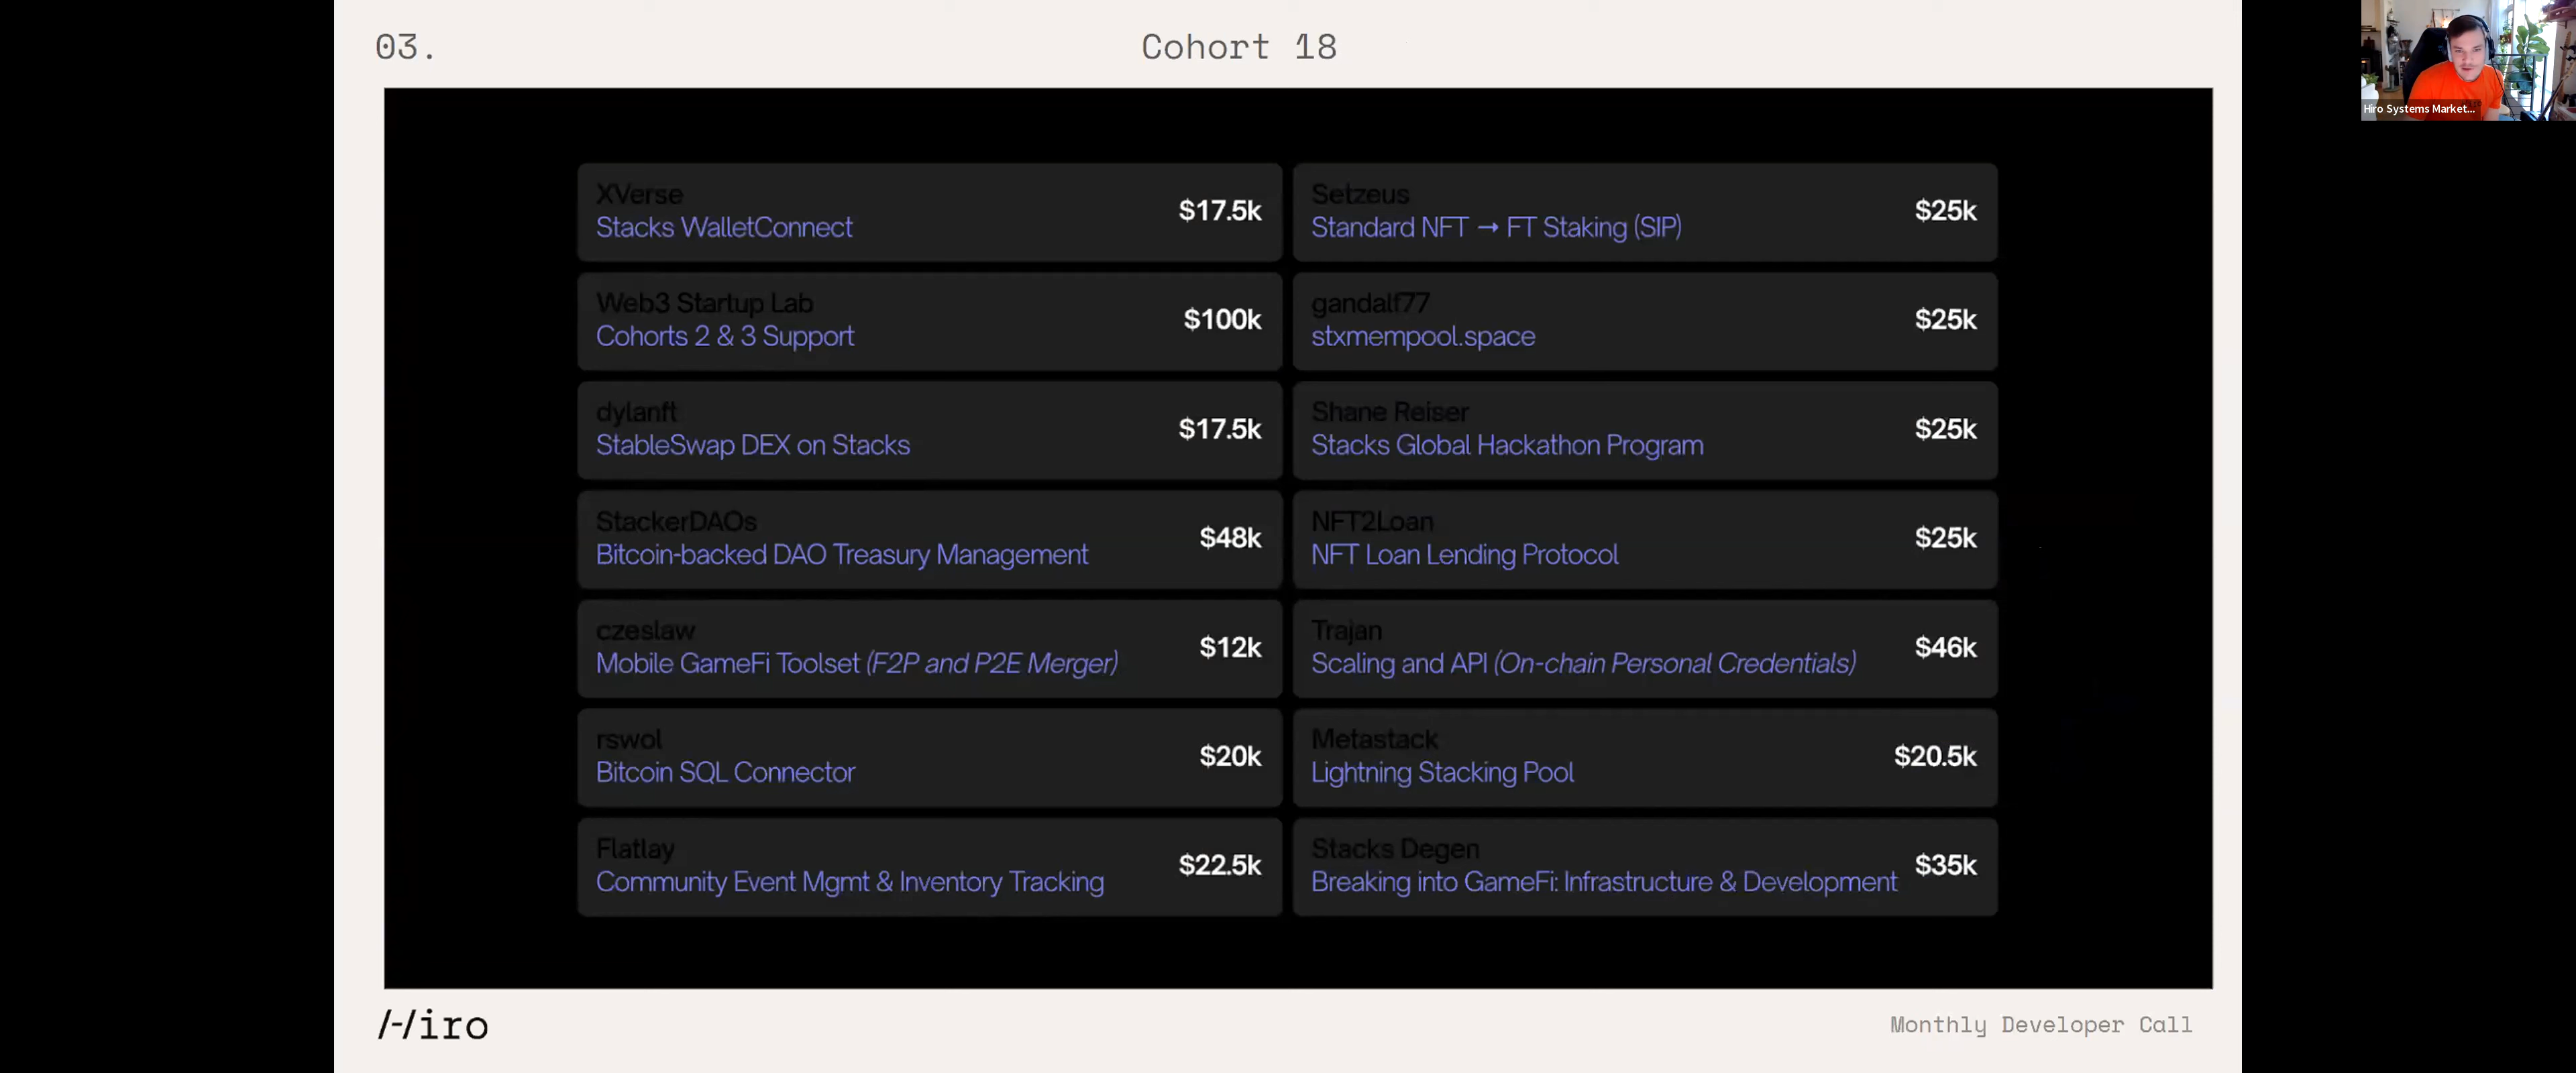 03.
Cohort 18
Hiro Systems Market...
XVerse
Stacks WalletConnect
$17.5k
Setzeus
Standard NFT → FT Staking (SIP)
$25k
Web3 Startup Lab
Cohorts 2 & 3 Support
$100k
gandalf77
stxmempool.space
$25k
dylanft
StableSwap DEX on Stacks
$17.5k
Shane Reiser
Stacks Global Hackathon Program
$25k
StackerDAOs
Bitcoin-backed DAO Treasury Management
$48k
NFT2Loan
NFT Loan Lending Protocol
$25k
czeslaw
Mobile GameFi Toolset (F2P and P2E Merger)
$12k
Trajan
Scaling and API (On-chain Personal Credentials)
$46k
rswol
Bitcoin SQL Connector
$20k
Metastack
Lightning Stacking Pool
$20.5k
Flatlay
Community Event Mgmt & Inventory Tracking
$22.5k
Stacks Degen
Breaking into GameFi: Infrastructure & Development
$35k
/-/iro
Monthly Developer Call